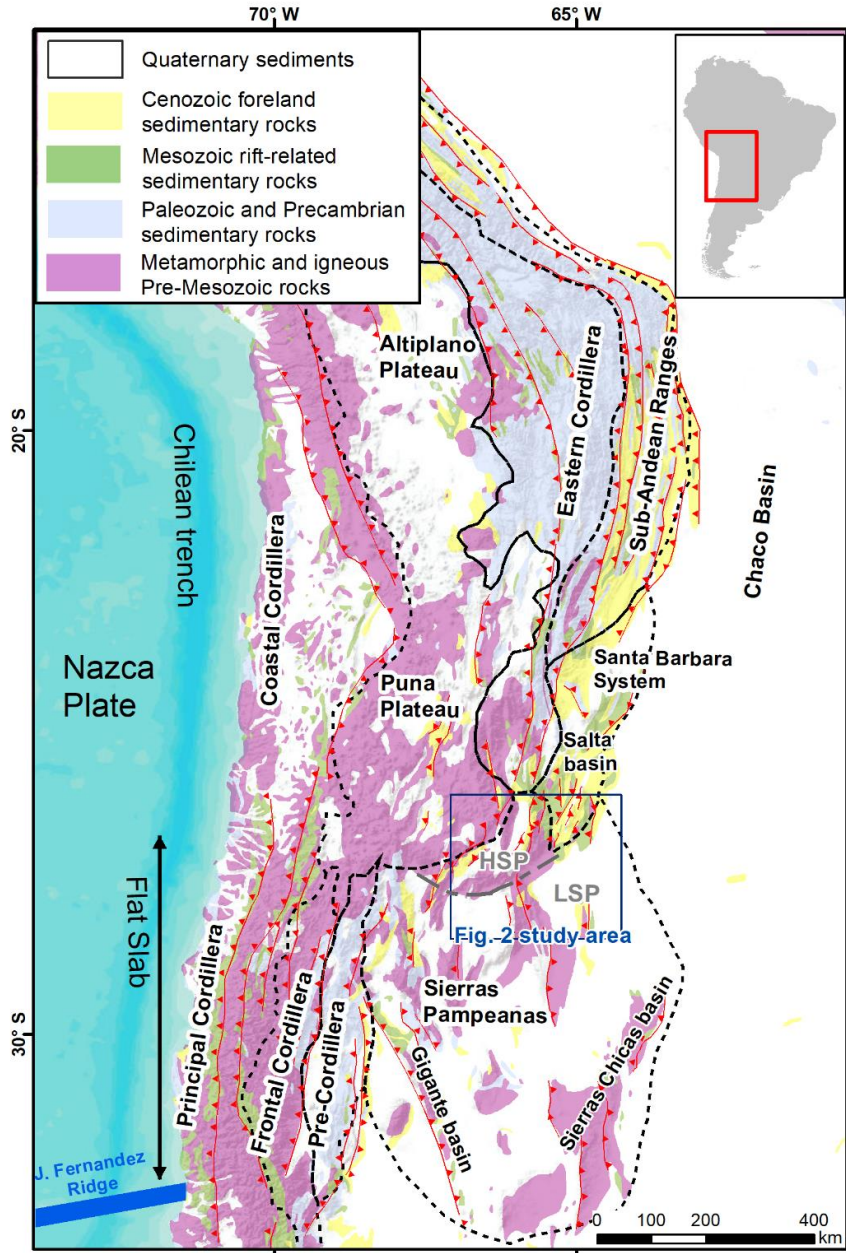 70° W
65° W
Quaternary sediments
Cenozoic foreland
sedimentary rocks
Mesozoic rift-related
sedimentary rocks
Paleozoic and Precambrian
sedimentary rocks
Metamorphic and igneous
Pre-Mesozoic rocks
20° S
30° S
Altiplano
Plateau
Eastern Cordillera
Sub-Andean Ranges
Chaco Basin
Chilean trench
Coastal Cordillera
Nazca
Plate
Puna
Plateau
Santa Barbara
System
Salta
basin
HSP
LSP
Fig. 2 study area
Flat Slab
Principal Cordillera
Frontal Cordillera
Pre-Cordillera
Sierras
Pampeanas
Gigante basin
Sierras Chicas basin
J. Fernandez
Ridge
0 100 200 400
km